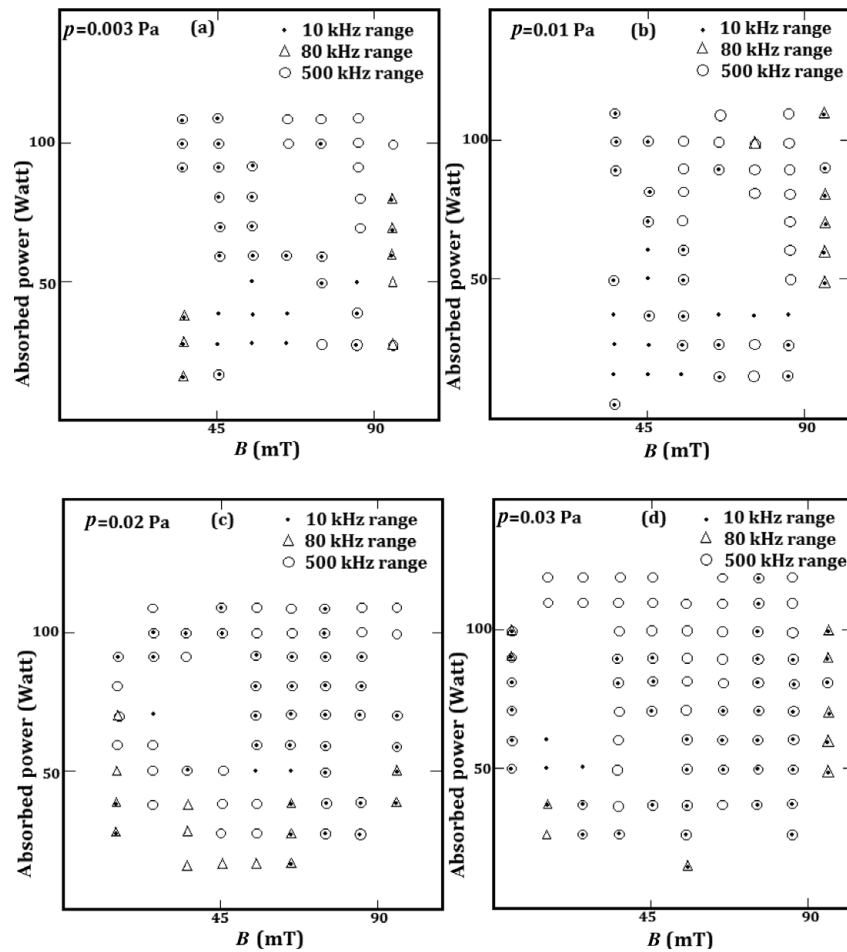 p=0.003 Pa (a)
10 kHz range
80 kHz range
500 kHz range
100
50
45 90
Absorbed power (Watt)
B (mT)
p=0.01 Pa (b)
10 kHz range
80 kHz range
500 kHz range
100
50
45 90
Absorbed power (Watt)
B (mT)
p=0.02 Pa (c)
10 kHz range
80 kHz range
500 kHz range
100
50
45 90
Absorbed power (Watt)
B (mT)
p=0.03 Pa (d)
10 kHz range
80 kHz range
500 kHz range
100
50
45 90
Absorbed power (Watt)
B (mT)